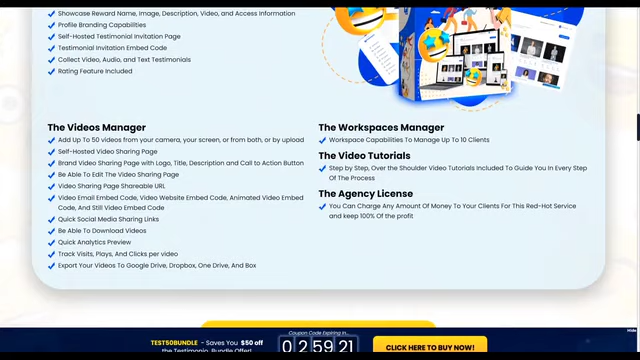 Showcase Reward Name, Image, Description, Video, and Access Information
Profile Branding Capabilities
Self-Hosted Testimonial Invitation Page
Testimonial Invitation Embed Code
Collect Video, Audio, and Text Testimonials
Rating Feature Included
The Videos Manager
Add Up To 50 videos from your camera, your screen, or from both, or by upload
Self-Hosted Video Sharing Page
Brand Video Sharing Page with Logo, Title, Description and Call to Action Button
Be Able To Edit The Video Sharing Page
Video Sharing Page Shareable URL
Video Email Embed Code, Video Website Embed Code, Animated Video Embed
Code, And Still Video Embed Code
Quick Social Media Sharing Links
Be Able To Download Videos
Quick Analytics Preview
Track Visits, Plays, And Clicks per video
Export Your Videos To Google Drive, Dropbox, One Drive, And Box
The Workspaces Manager
Workspace Capabilities To Manage Up To 10 Clients
The Video Tutorials
Step by Step, Over the Shoulder Video Tutorials Included To Guide You In Every Step
Of The Process
The Agency License
You Can Charge Any Amount Of Money To Your Clients For This Red-Hot Service
and keep 100% Of the profit
TEST50BUNDLE - Saves You $50 off
the Testimonio Bundle Offer!
Coupon Code Expiring In...
0 2 59 21
CLICK HERE TO BUY NOW!
Hide